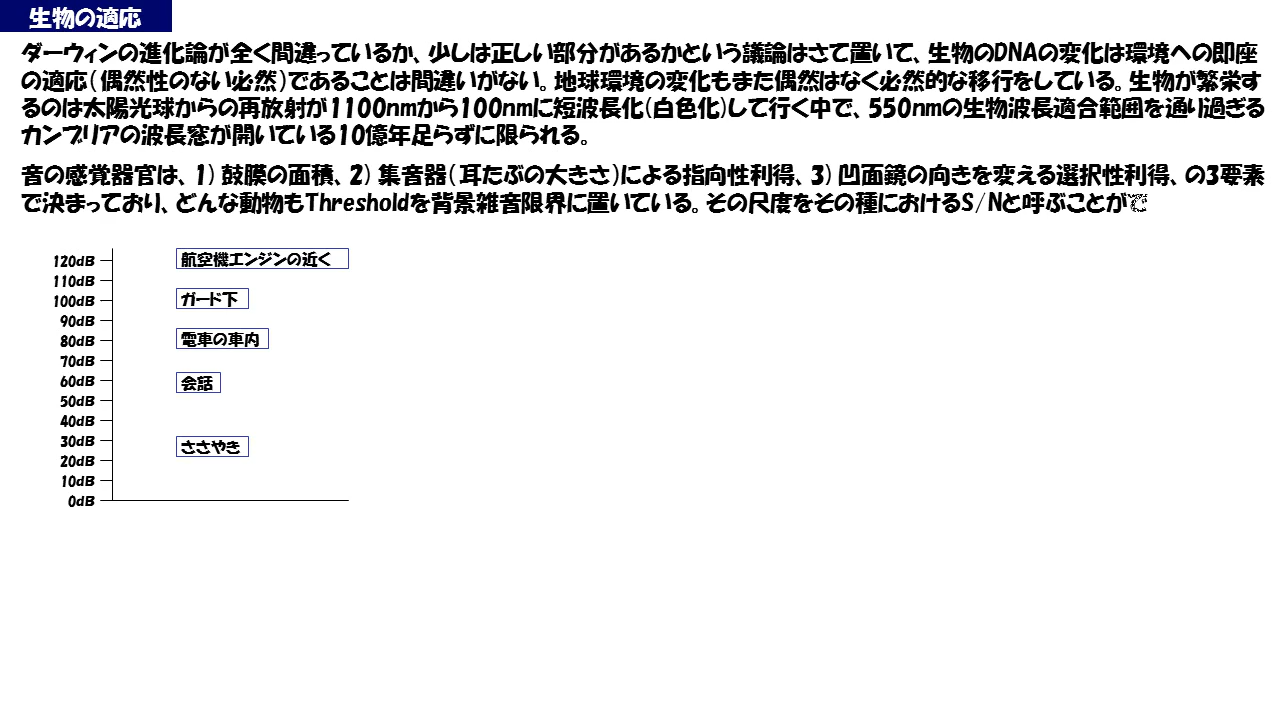 生物の適応
ダーウィンの進化論が全く間違っているか、少しは正しい部分があるかという議論はさて置いて、生物のDNAの変化は環境への即座
の適応(偶然性のない必然)であることは間違いがない。地球環境の変化もまた偶然はなく必然的な移行をしている。生物が繁栄す
るのは太陽光球からの再放射が1100nmから100nmに短波長化(白色化)して行く中で、550nmの生物波長適合範囲を通り過ぎる
カンブリアの波長窓が開いている10億年足らずに限られる。
音の感覚器官は、1) 鼓膜の面積、2) 集音器(耳たぶの大きさ)による指向性利得、3) 凹面鏡の向きを変える選択性利得、の3要素
で決まっており、どんな動物もThresholdを背景雑音限界に置いている。その尺度をその種におけるS/Nと呼ぶことがで
120dB
航空機エンジンの近く
110dB
100dB
ガード下
90dB
80dB
電車の車内
70dB
60dB
会話
50dB
40dB
30dB
ささやき
20dB
10dB
0dB